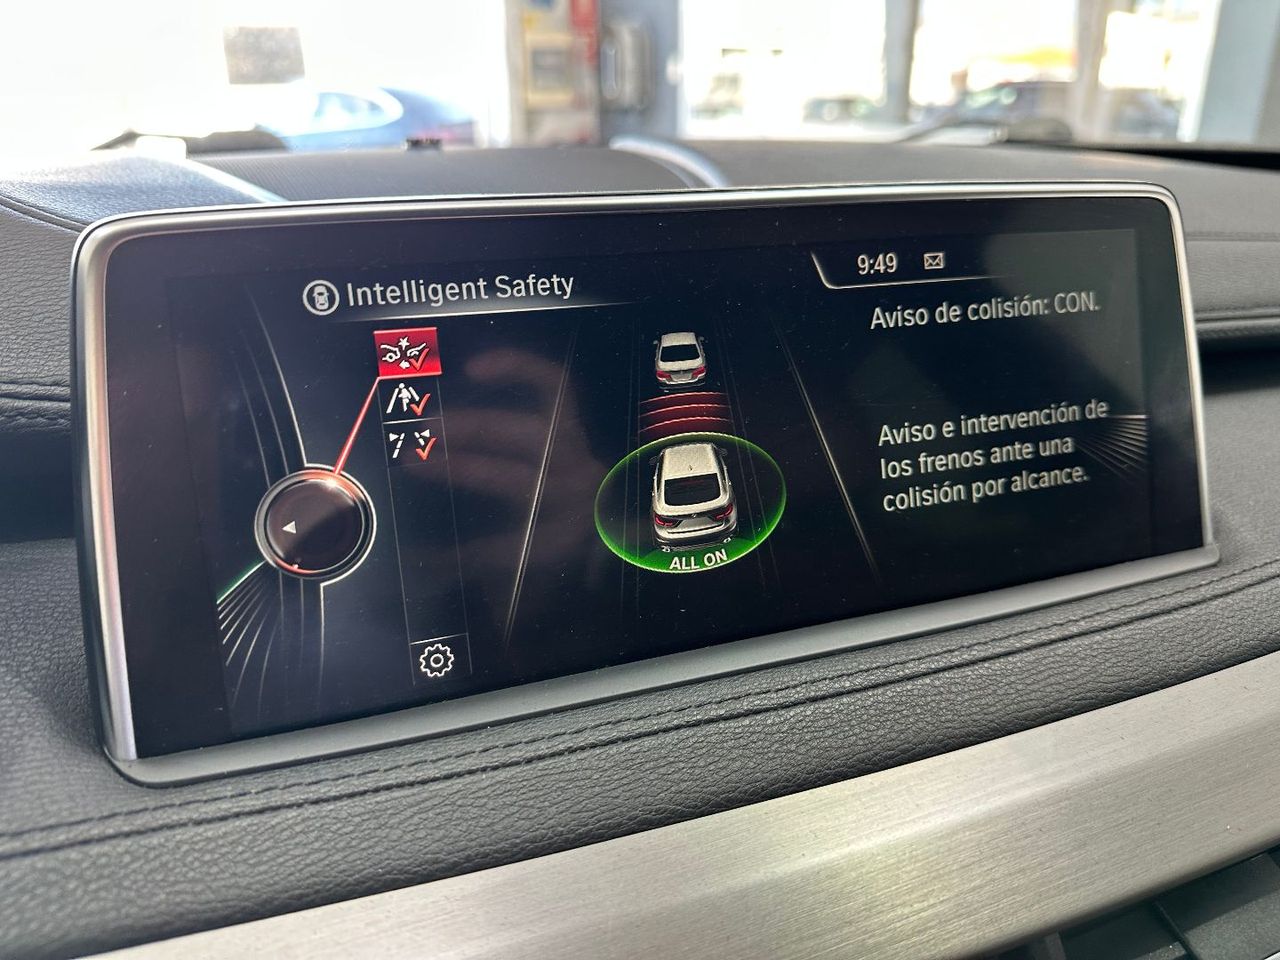 Intelligent Safety
9:49
Aviso de colisión: CON.
Aviso e intervención de
los frenos ante una
colisión por alcance.
ALL ON